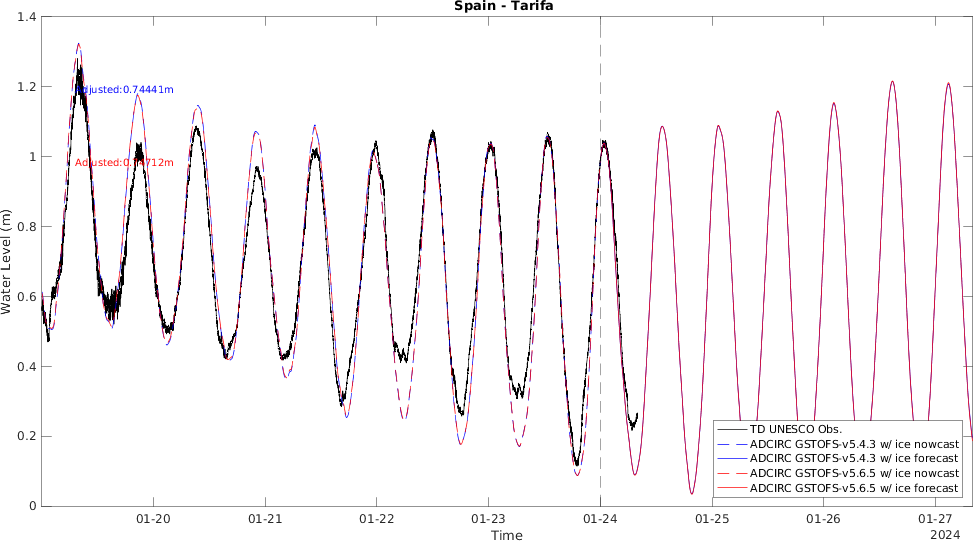 Spain - Tarifa
1.4
1.2
1
0.8
0.6
0.4
0.2
0
Water Level (m)
Adjusted:0.74441m
01-20
01-21
01-22
01-23
01-24
01-25
01-26
01-27
Time
2024
TD UNESCO Obs.
ADCIRC GSTOFS-v5.4.3 w/ ice nowcast
ADCIRC GSTOFS-v5.4.3 w/ ice forecast
ADCIRC GSTOFS-v5.6.5 w/ ice nowcast
ADCIRC GSTOFS-v5.6.5 w/ ice forecast